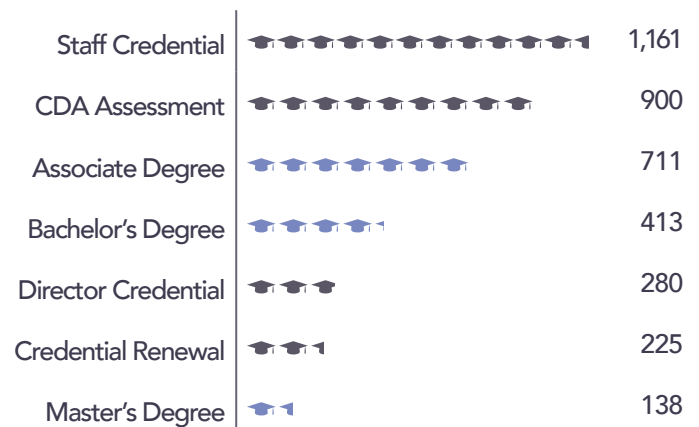 Staff Credential 1,161
CDA Assessment 900
Associate Degree 711
Bachelor’s Degree 413
Director Credential 280
Credential Renewal 225
Master’s Degree 138